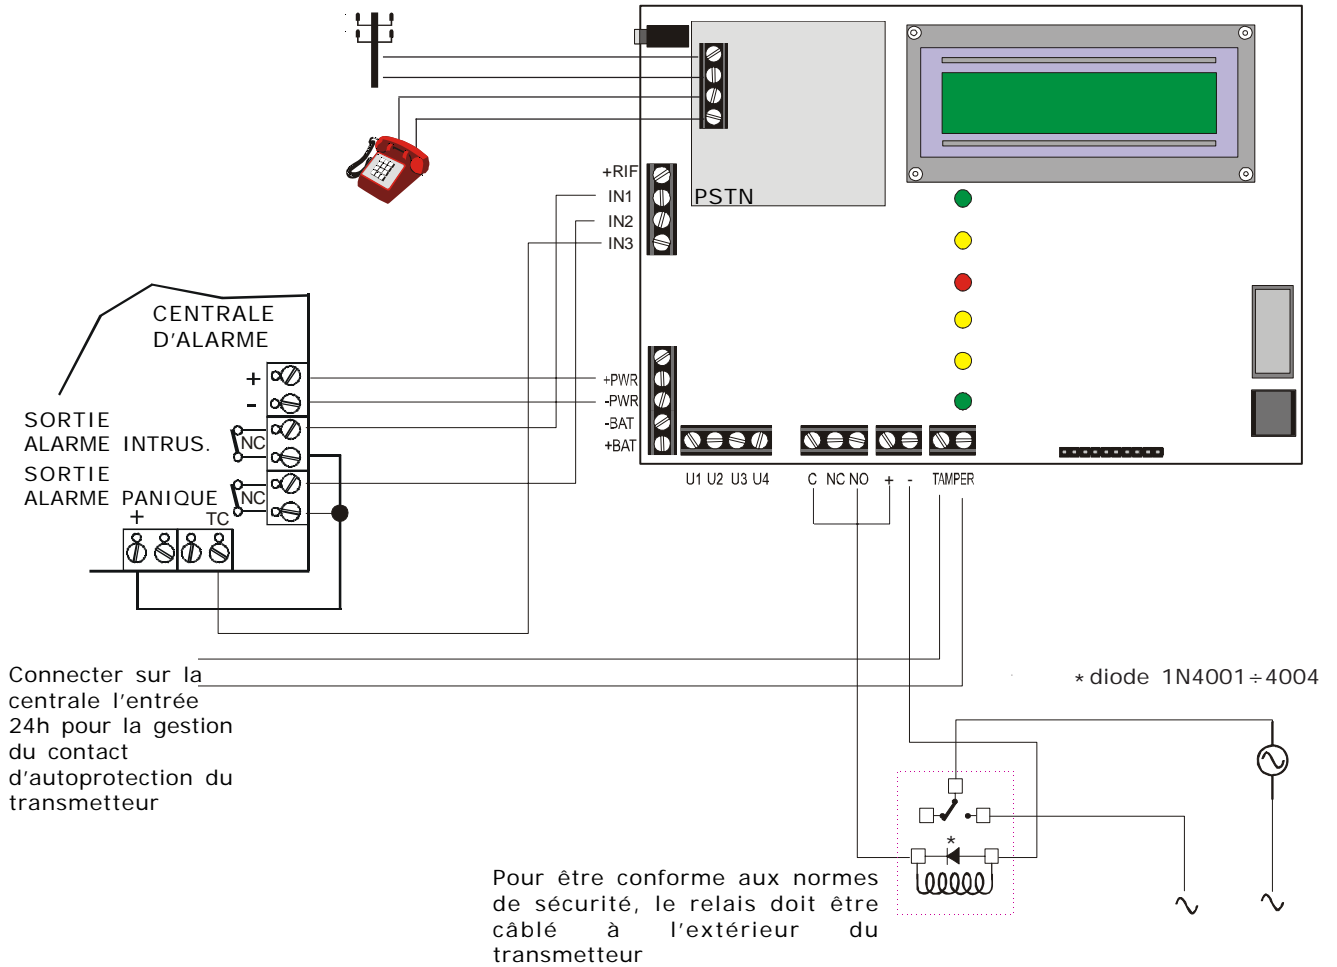 +RIF
IN1
IN2
IN3
PSTN
CENTRALE
D'ALARME
+
-
SORTIE
ALARME INTRUS.
NC
SORTIE
ALARME PANIQUE
NC
+
TC
+PWR
-PWR
-BAT
+BAT
U1 U2 U3 U4
C NC NO + - TAMPER
Connecter sur la
centrale l'entrée
24h pour la gestion
du contact
d'autoprotection du
transmetteur
* diode 1N4001÷4004
*
Pour être conforme aux normes
de sécurité, le relais doit être
câblé à l'extérieur du
transmetteur